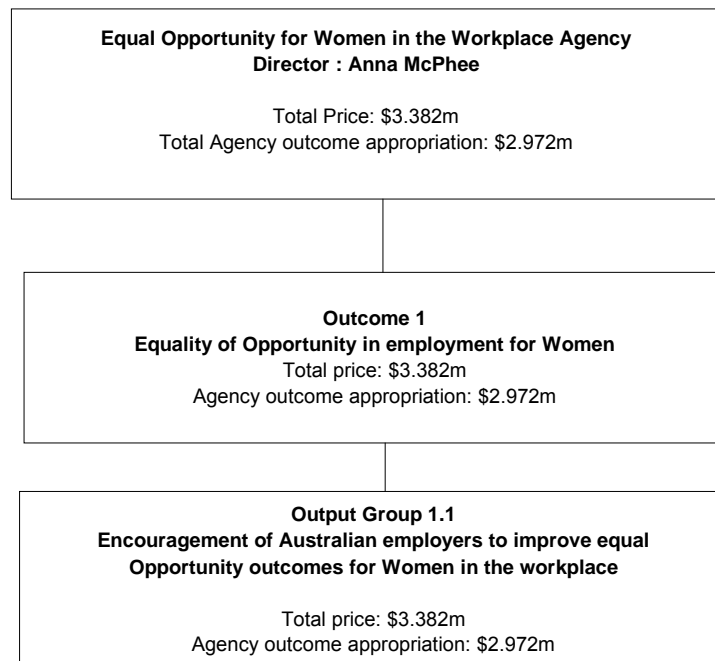 Equal Opportunity for Women in the Workplace Agency
Director : Anna McPhee
Total Price: $3.382m
Total Agency outcome appropriation: $2.972m
Outcome 1
Equality of Opportunity in employment for Women
Total price: $3.382m
Agency outcome appropriation: $2.972m
Output Group 1.1
Encouragement of Australian employers to improve equal
Opportunity outcomes for Women in the workplace
Total price: $3.382m
Agency outcome appropriation: $2.972m